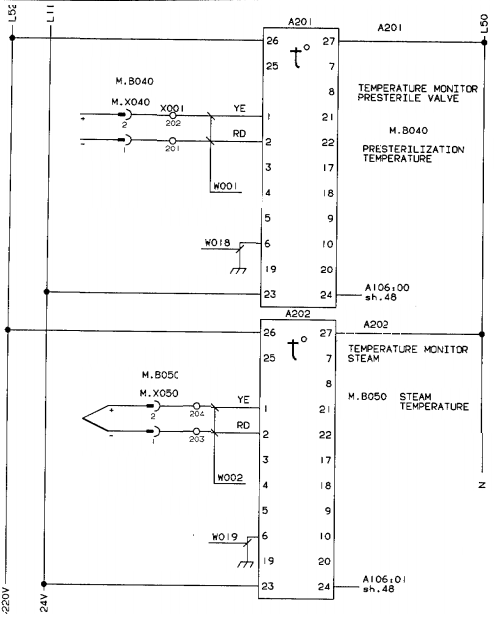 L52
L11
L50
A201
A201
26
27
t°
25
7
8
TEMPERATURE MONITOR
PRESTERILE VALVE
M.B040
M.X040
X001
YE
+
2
202
1
21
M.B040
RD
-
1
201
2
22
PRESTERILIZATION
TEMPERATURE
3
17
W001
4
18
5
9
W018
6
10
19
20
23
24
A106:00
sh.48
A202
26
27
A202
t°
25
7
TEMPERATURE MONITOR
STEAM
8
M.B050
M.X050
YE
+
2
204
1
21
M.B050 STEAM
TEMPERATURE
RD
-
1
203
2
22
3
17
W002
4
18
N
5
9
W019
6
10
19
20
23
24
A106:01
sh.48
220V
24V